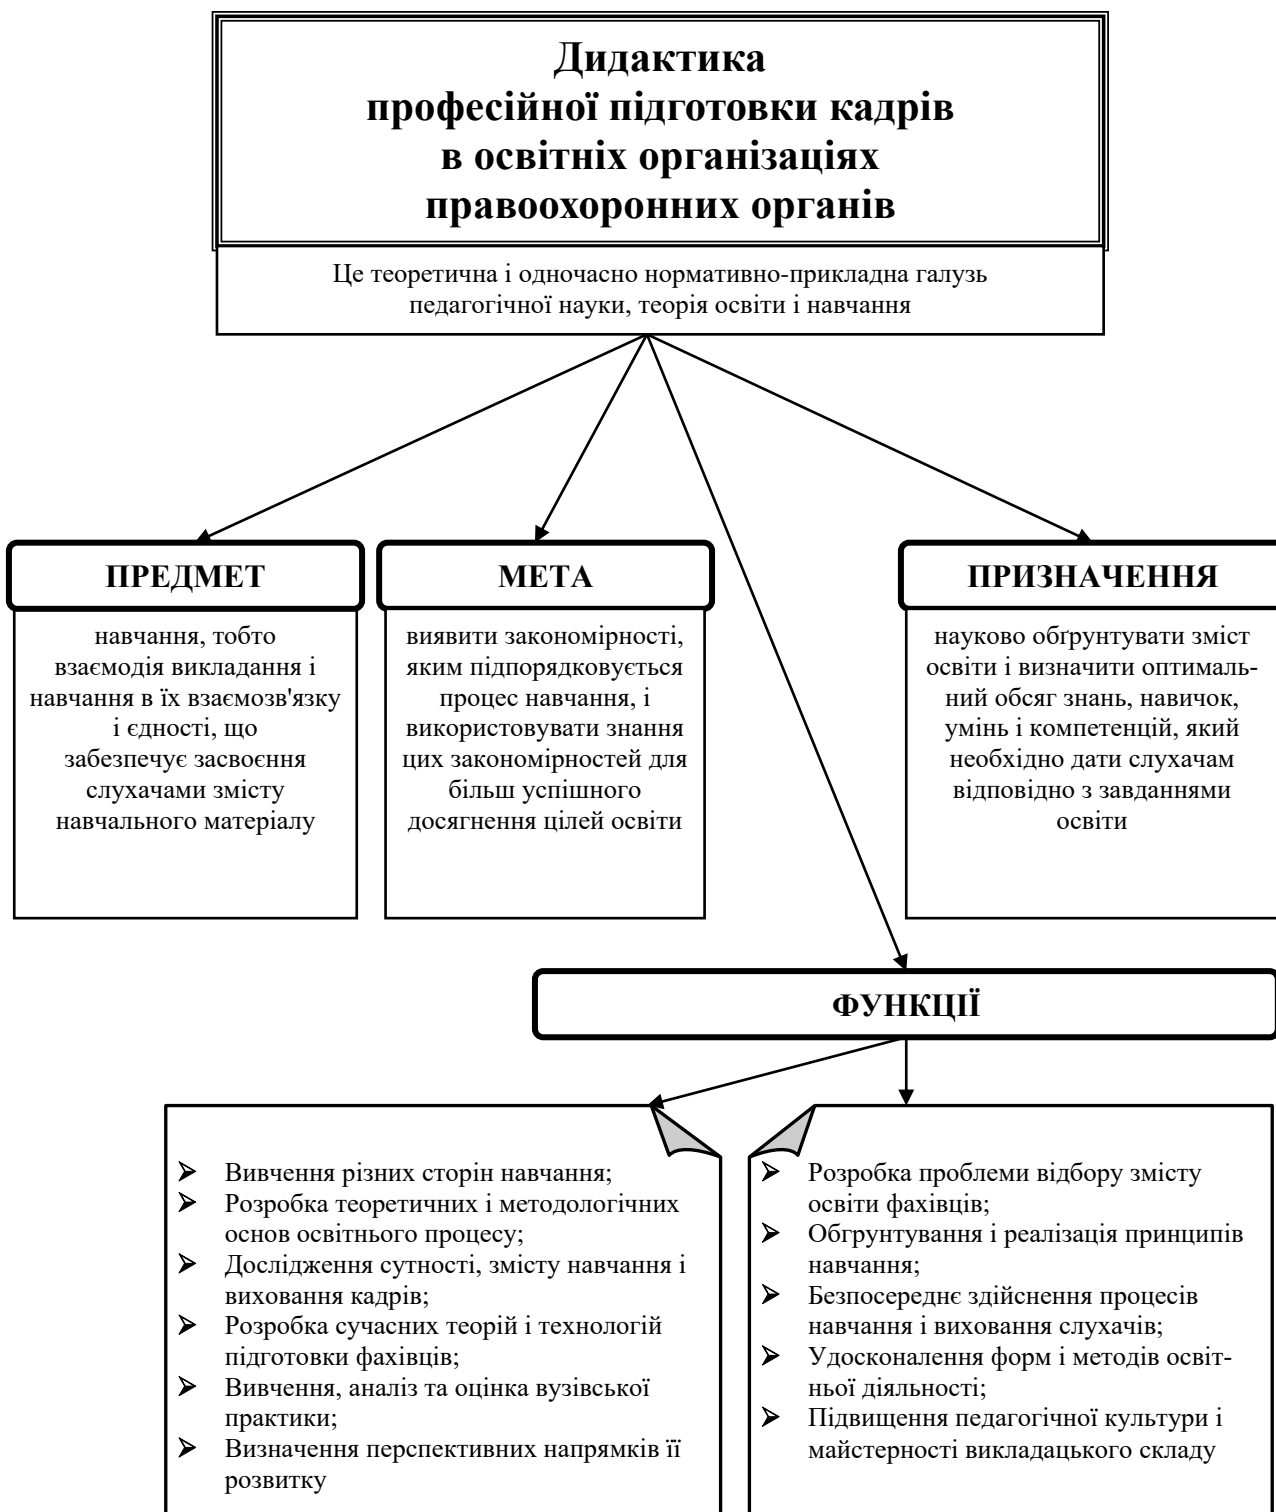 Дидактика
професійної підготовки кадрів
в освітніх організаціях
правоохоронних органів
Це теоретична і одночасно нормативно-прикладна галузь
педагогічної науки, теорія освіти і навчання
ПРЕДМЕТ
навчання, тобто
взаємодія викладання і
навчання в їх взаємозв'язку
і єдності, що
забезпечує засвоєння
слухачами змісту
навчального матеріалу
МЕТА
виявити закономірності,
яким підпорядковується
процес навчання, і
використовувати знання
цих закономірностей для
більш успішного
досягнення цілей освіти
ПРИЗНАЧЕННЯ
науково обґрунтувати зміст
освіти і визначити оптималь-
ний обсяг знань, навичок,
умінь і компетенцій, який
необхідно дати слухачам
відповідно з завданнями
освіти
ФУНКЦІЇ
➢ Вивчення різних сторін навчання;
➢ Розробка теоретичних і методологічних
основ освітнього процесу;
➢ Дослідження сутності, змісту навчання і
виховання кадрів;
➢ Розробка сучасних теорій і технологій
підготовки фахівців;
➢ Вивчення, аналіз та оцінка вузівської
практики;
➢ Визначення перспективних напрямків її
розвитку
➢ Розробка проблеми відбору змісту
освіти фахівців;
➢ Обгрунтування і реалізація принципів
навчання;
➢ Безпосереднє здійснення процесів
навчання і виховання слухачів;
➢ Удосконалення форм і методів освіт-
ньої діяльності;
➢ Підвищення педагогічної культури і
майстерності викладацького складу